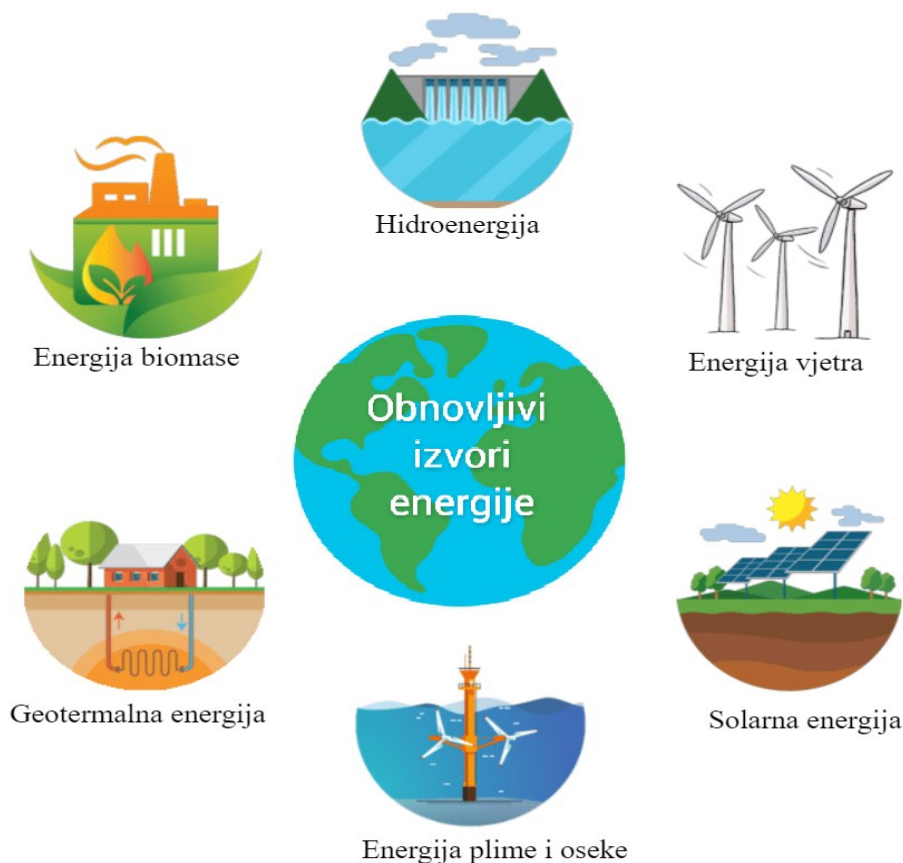 Hidroenergija
Energija biomase
Energija vjetra
Obnovljivi
izvori
energije
Geotermalna energija
Solarna energija
Energija plime i oseke